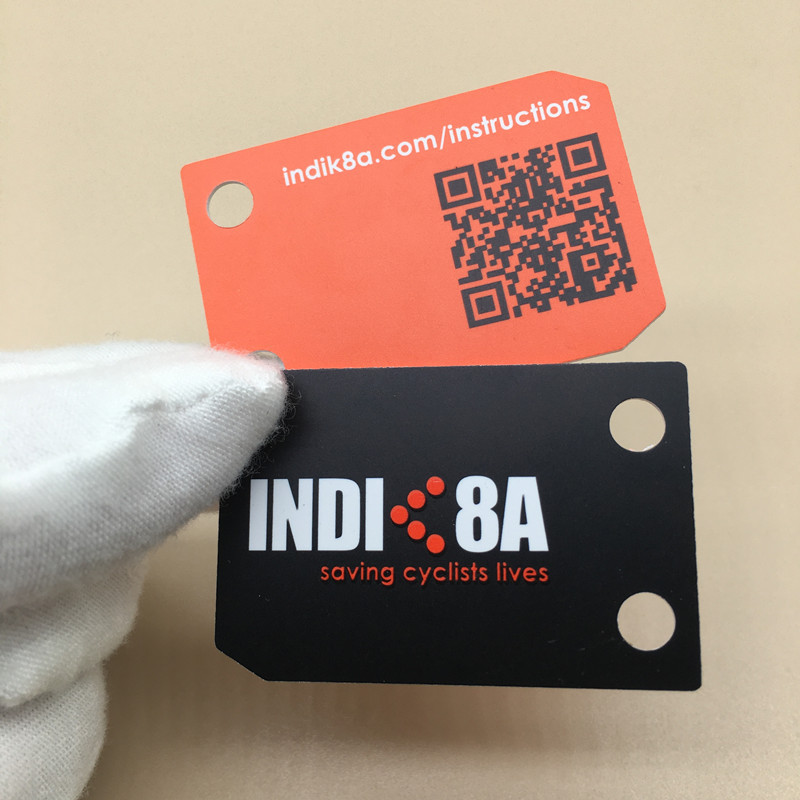 indik8a.com/instructions
INDIK8A
saving cyclists lives